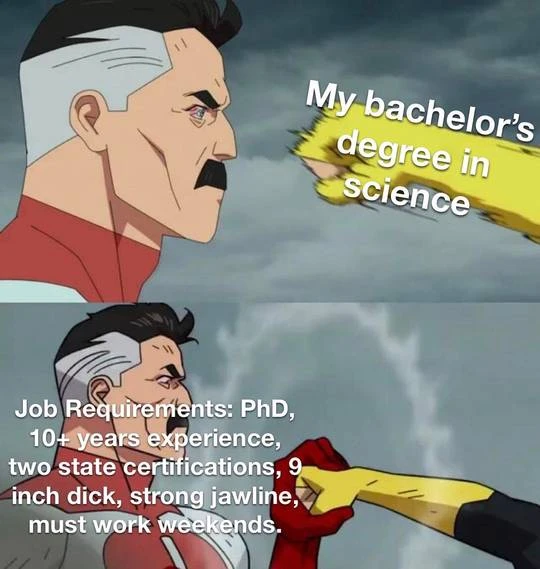 My bachelor's
degree in
science
Job Requirements: PhD,
10+ years experience,
two state certifications, 9
inch dick, strong jawline,
must work weekends.